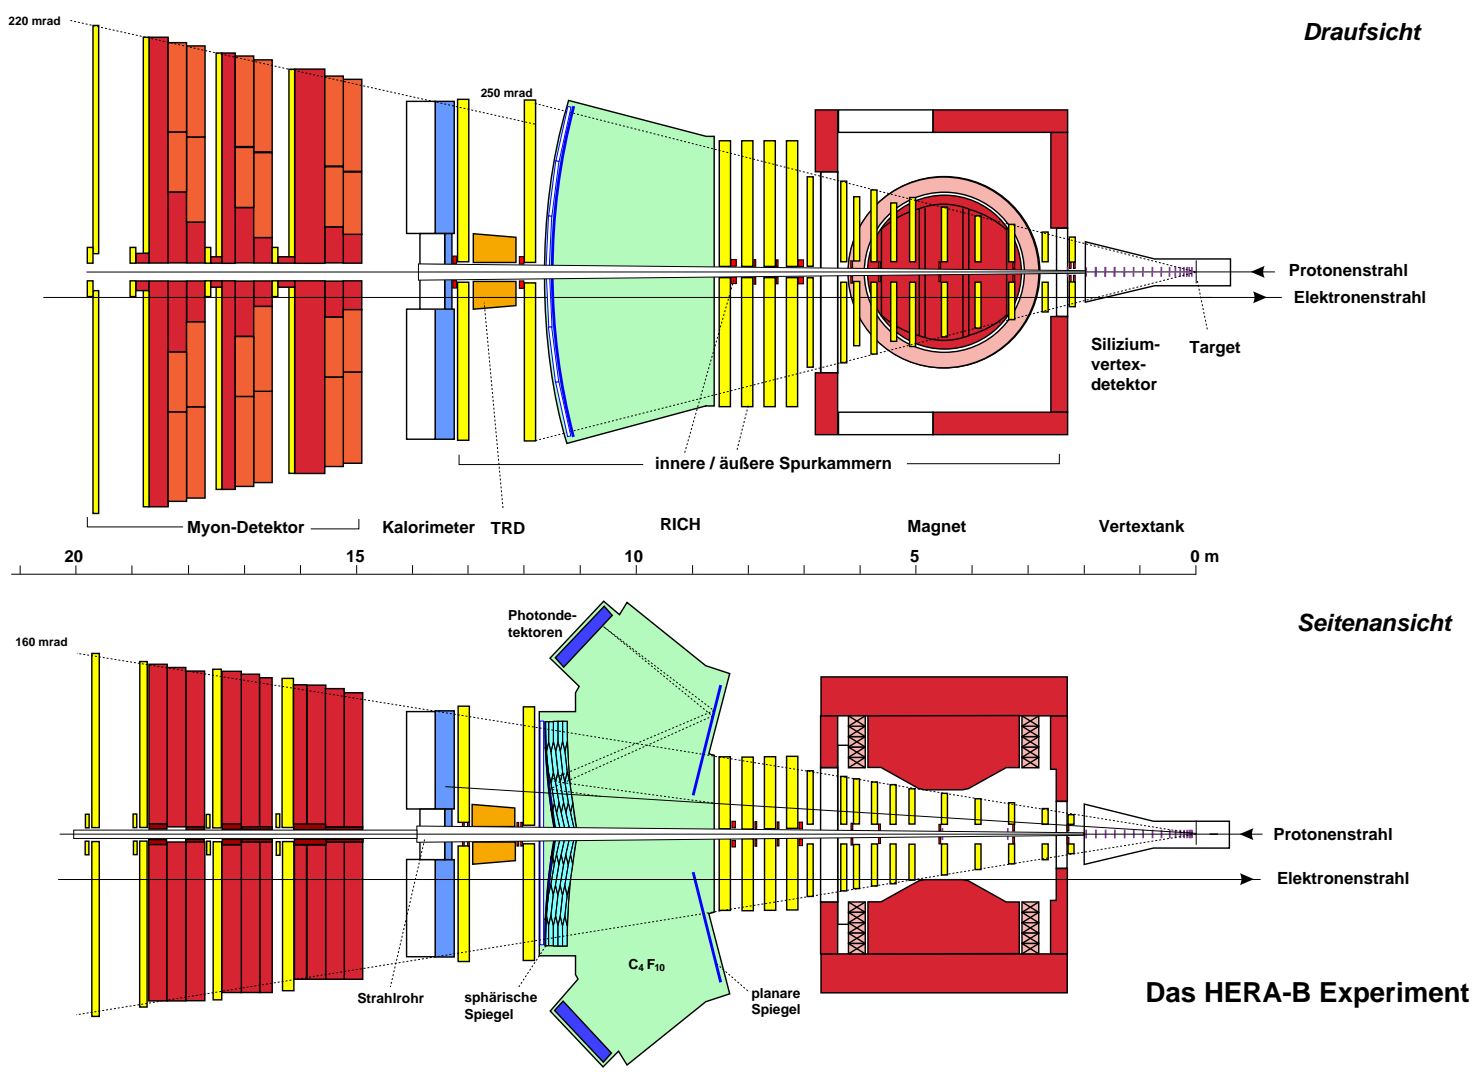 220 mrad
Draufsicht
250 mrad
Protonenstrahl
Elektronenstrahl
Silizium-
vertex-
detektor
Target
innere / äußere Spurkammern
Myon-Detektor
Kalorimeter
TRD
RICH
Magnet
Vertextank
20
15
10
5
0 m
Photonde-
tektoren
Seitenansicht
160 mrad
Protonenstrahl
Elektronenstrahl
C4 F10
Strahlrohr
sphärische
Spiegel
planare
Spiegel
Das HERA-B Experiment